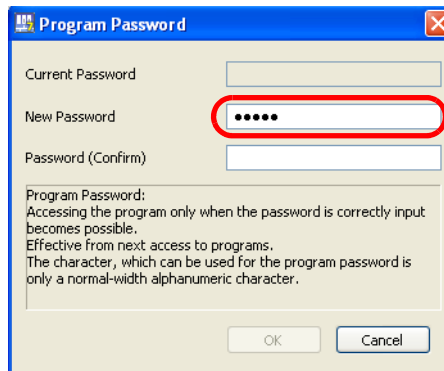 Program Password
Current Password
New Password •••••
Password (Confirm)
Program Password:
Accessing the program only when the password is correctly input
becomes possible.
Effective from next access to programs.
The character, which can be used for the program password is
only a normal-width alphanumeric character.
OK Cancel